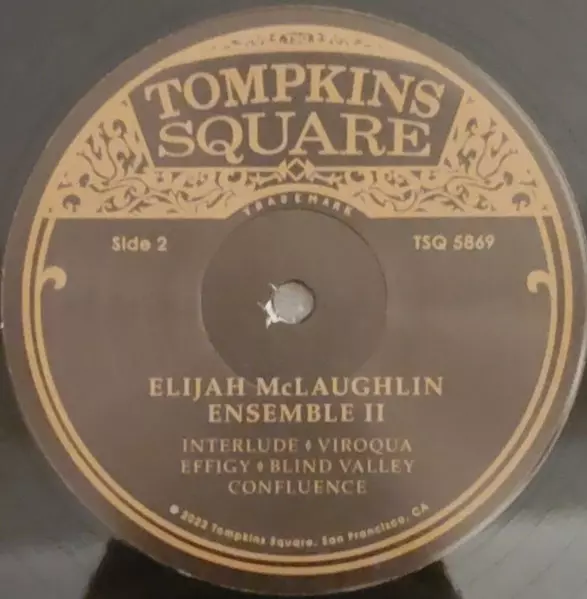 TOMPKINS
SQUARE
TRADEMARK
Side 2
TSQ 5869
ELIJAH McLAUGHLIN
ENSEMBLE II
INTERLUDE ◊ VIROQUA
EFFIGY ◊ BLIND VALLEY
CONFLUENCE
℗ 2022 Tompkins Square, San Francisco, CA